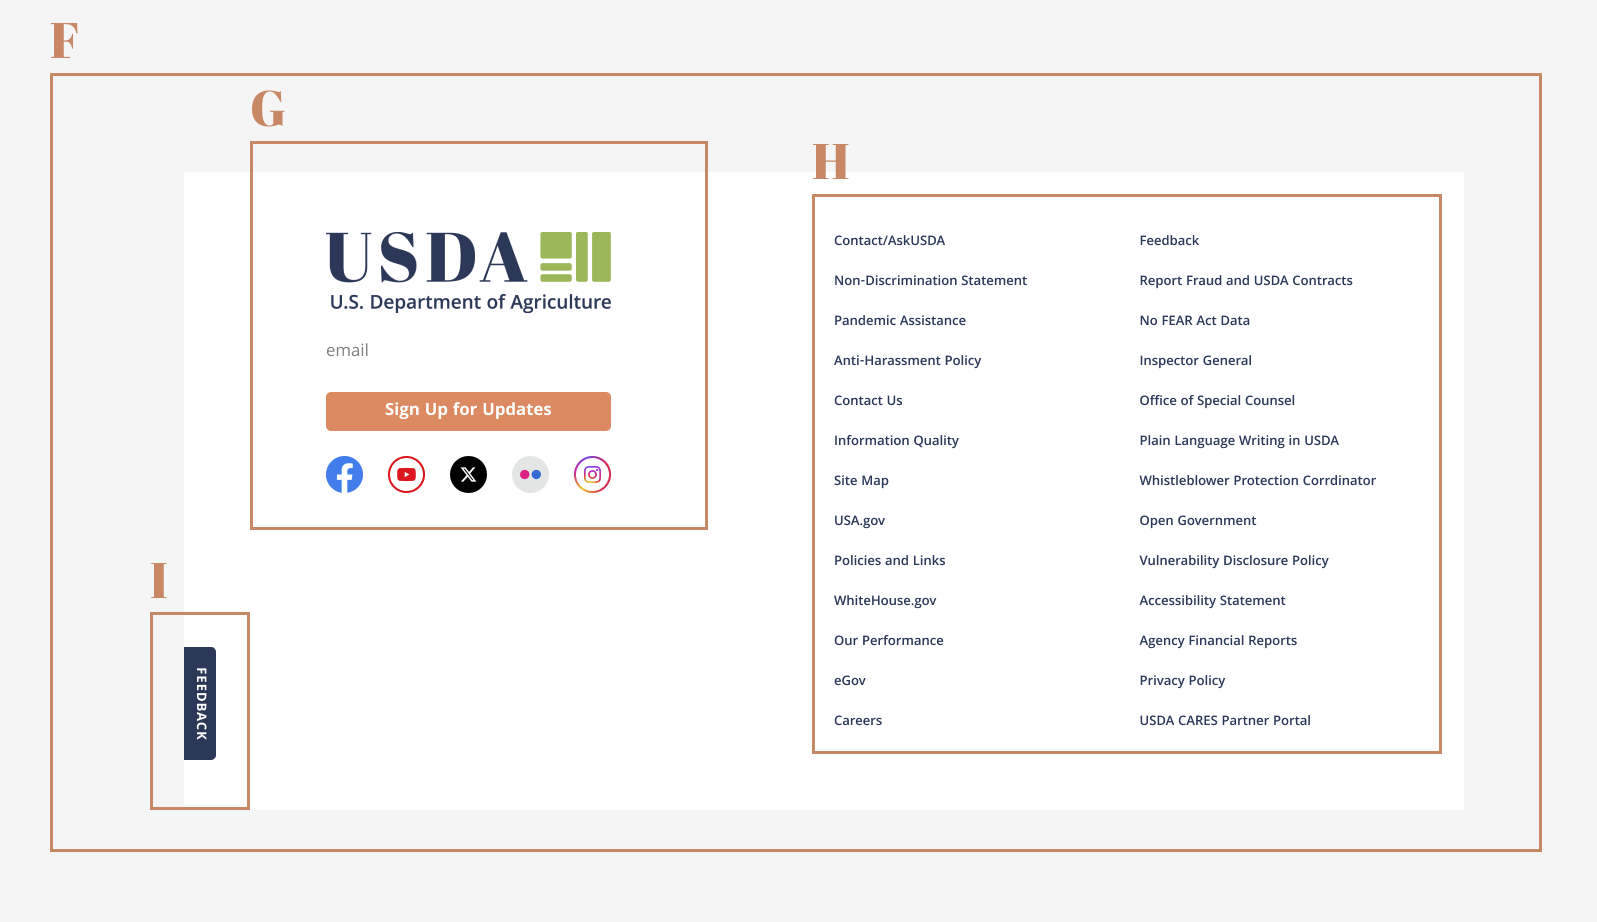 F
G
USDA
U.S. Department of Agriculture
email
Sign Up for Updates
H
Contact/AskUSDA
Non-Discrimination Statement
Pandemic Assistance
Anti-Harassment Policy
Contact Us
Information Quality
Site Map
USA.gov
Policies and Links
WhiteHouse.gov
Our Performance
eGov
Careers
Feedback
Report Fraud and USDA Contracts
No FEAR Act Data
Inspector General
Office of Special Counsel
Plain Language Writing in USDA
Whistleblower Protection Corrdinator
Open Government
Vulnerability Disclosure Policy
Accessibility Statement
Agency Financial Reports
Privacy Policy
USDA CARES Partner Portal
I
FEEDBACK